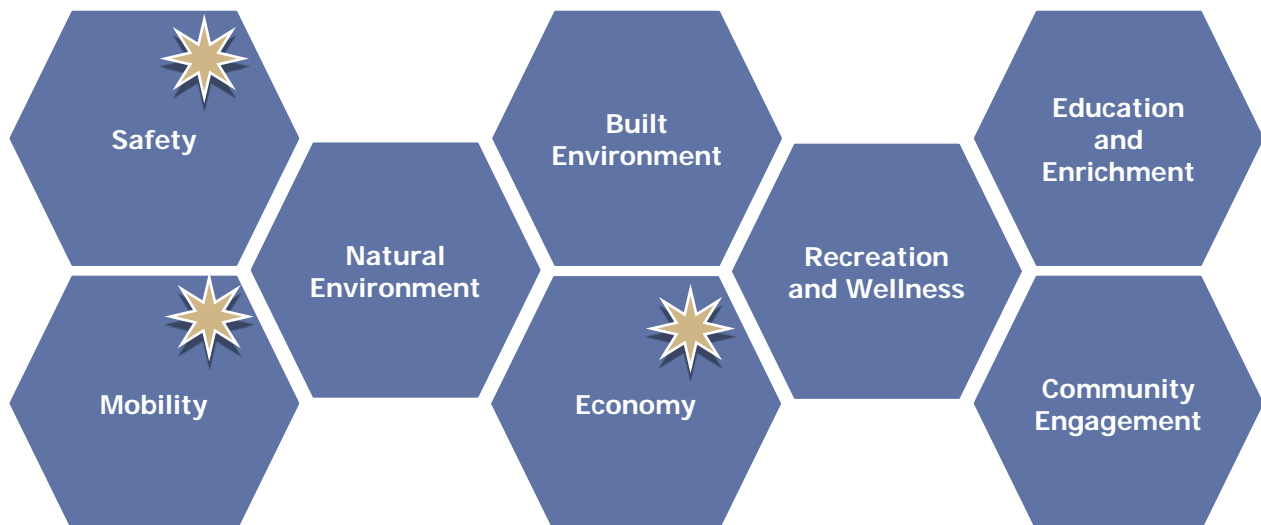 Safety
Mobility
Natural
Environment
Built
Environment
Economy
Recreation
and Wellness
Education
and
Enrichment
Community
Engagement